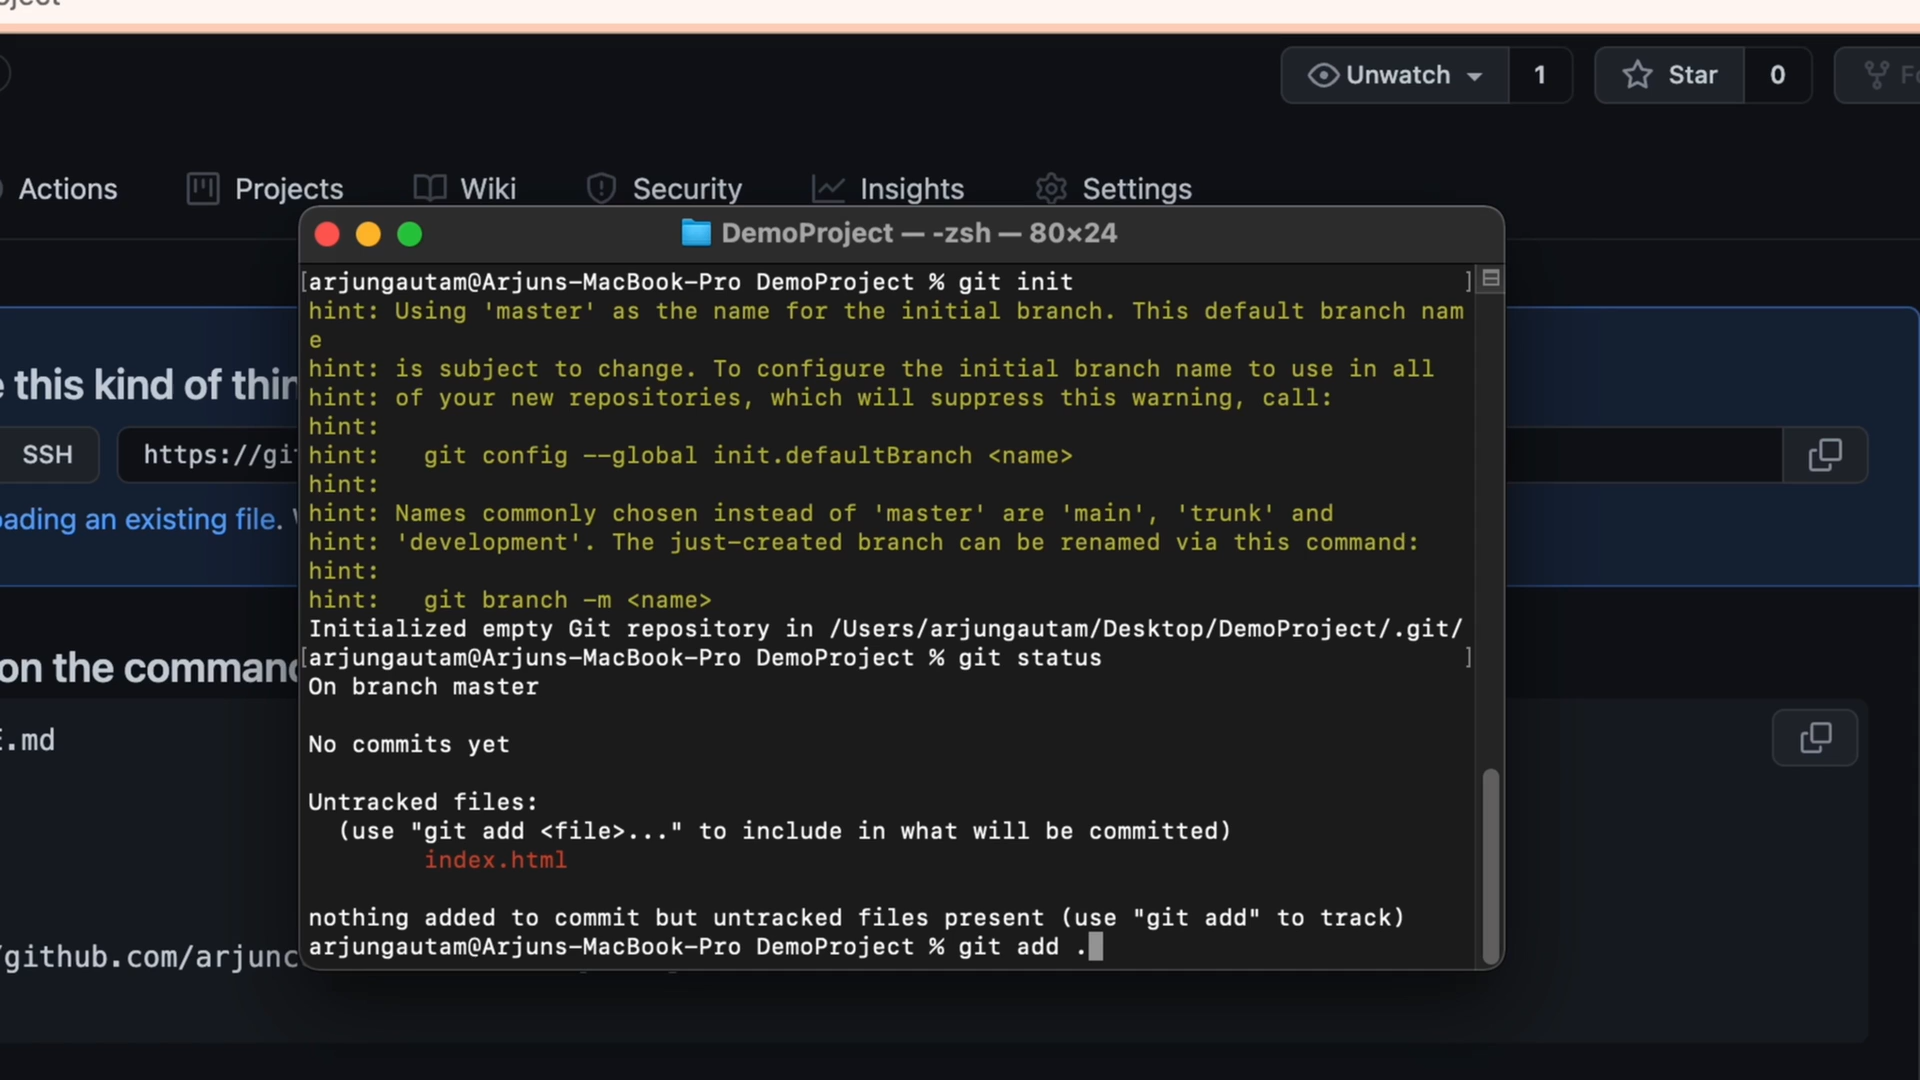 Unwatch 1 Star 0
Actions Projects Wiki Security Insights Settings
DemoProject — -zsh — 80×24
[arjungautam@Arjuns-MacBook-Pro DemoProject % git init ]
hint: Using 'master' as the name for the initial branch. This default branch nam
e
hint: is subject to change. To configure the initial branch name to use in all
hint: of your new repositories, which will suppress this warning, call:
hint:
hint:   git config --global init.defaultBranch <name>
hint:
hint: Names commonly chosen instead of 'master' are 'main', 'trunk' and
hint: 'development'. The just-created branch can be renamed via this command:
hint:
hint:   git branch -m <name>
Initialized empty Git repository in /Users/arjungautam/Desktop/DemoProject/.git/
[arjungautam@Arjuns-MacBook-Pro DemoProject % git status ]
On branch master
No commits yet
Untracked files:
  (use "git add <file>..." to include in what will be committed)
        index.html
nothing added to commit but untracked files present (use "git add" to track)
arjungautam@Arjuns-MacBook-Pro DemoProject % git add .
this kind of thin
SSH https://gi
ading an existing file.
on the command
.md
/github.com/arjunc